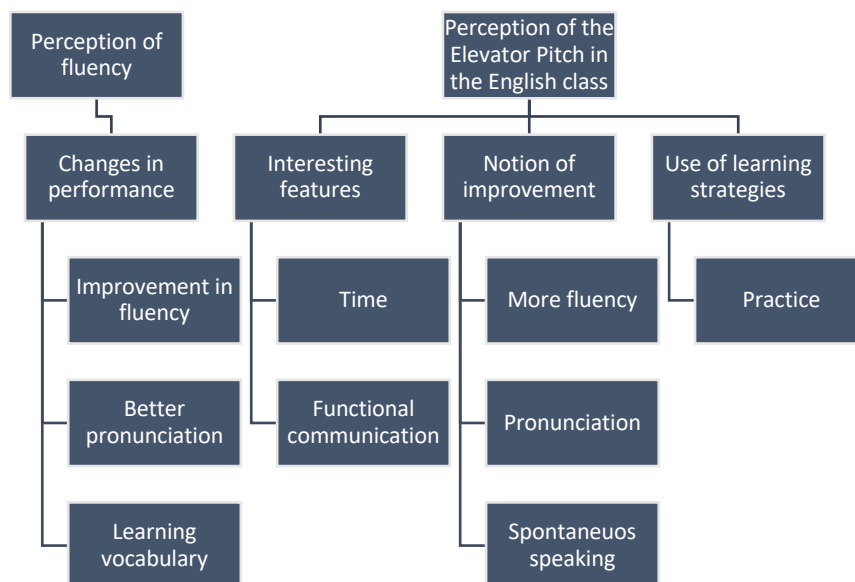 Perception of
fluency
Perception of the
Elevator Pitch in
the English class
Changes in
performance
Interesting
features
Notion of
improvement
Use of learning
strategies
Improvement in
fluency
Time
More fluency
Practice
Better
pronunciation
Functional
communication
Pronunciation
Learning
vocabulary
Spontaneuos
speaking